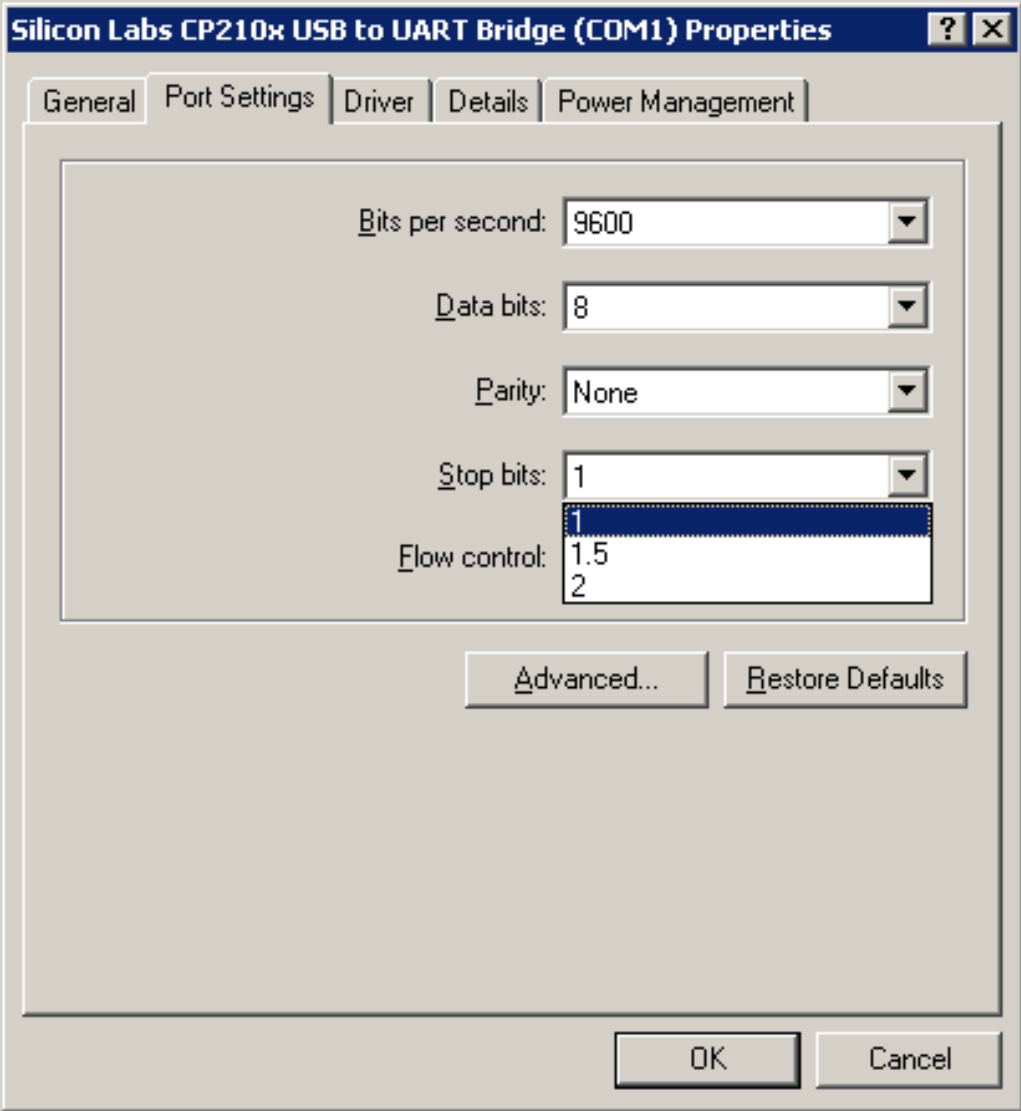 Silicon Labs CP210x USB to UART Bridge (COM1) Properties ?
General Port Settings Driver Details Power Management
Bits per second: 9600
Data bits: 8
Parity: None
Stop bits: 1
1
Flow control: 1.5
2
Advanced... Restore Defaults
OK Cancel